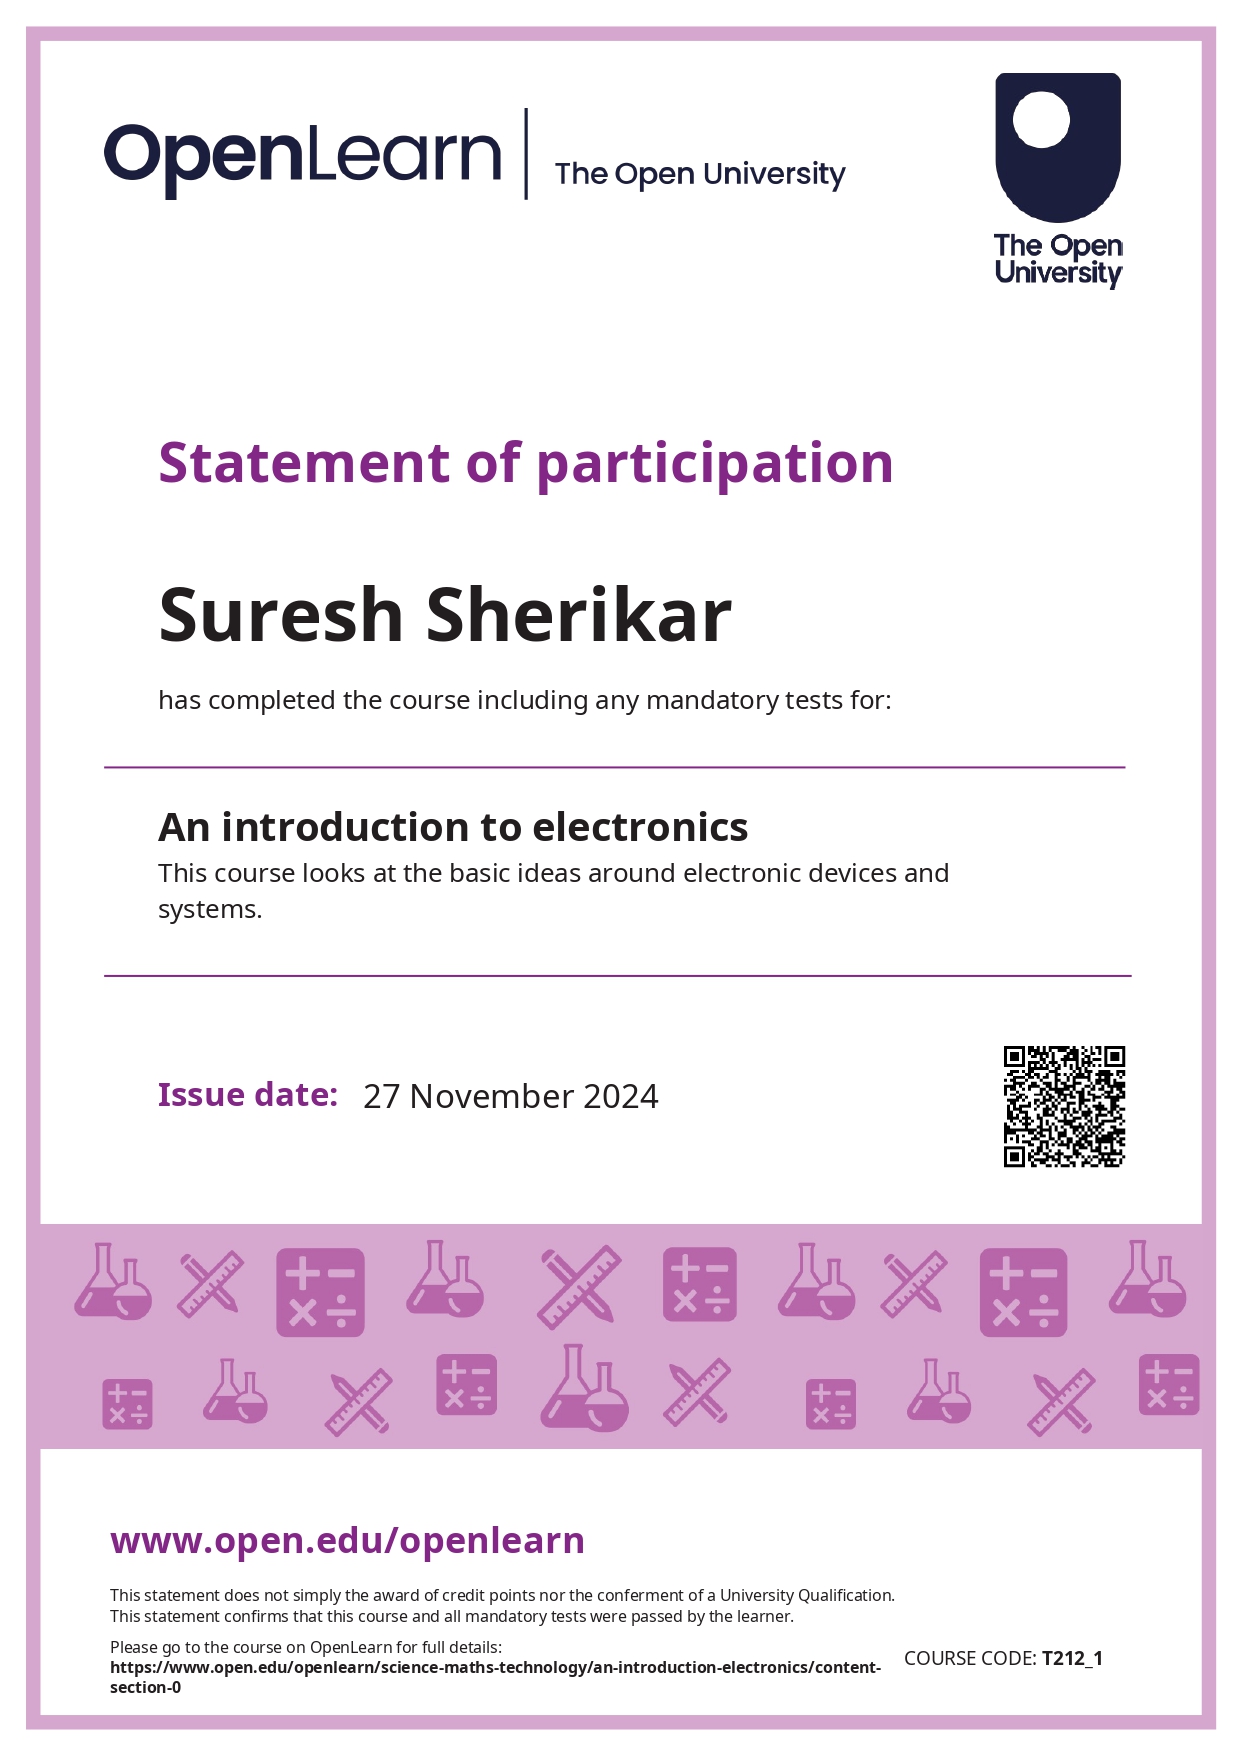 OpenLearn
The Open University
The Open
University
Statement of participation
Suresh Sherikar
has completed the course including any mandatory tests for:
An introduction to electronics
This course looks at the basic ideas around electronic devices and
systems.
Issue date: 27 November 2024
www.open.edu/openlearn
This statement does not simply the award of credit points nor the conferment of a University Qualification.
This statement confirms that this course and all mandatory tests were passed by the learner.
Please go to the course on OpenLearn for full details:
https://www.open.edu/openlearn/science-maths-technology/an-introduction-electronics/content-
section-0
COURSE CODE: T212_1